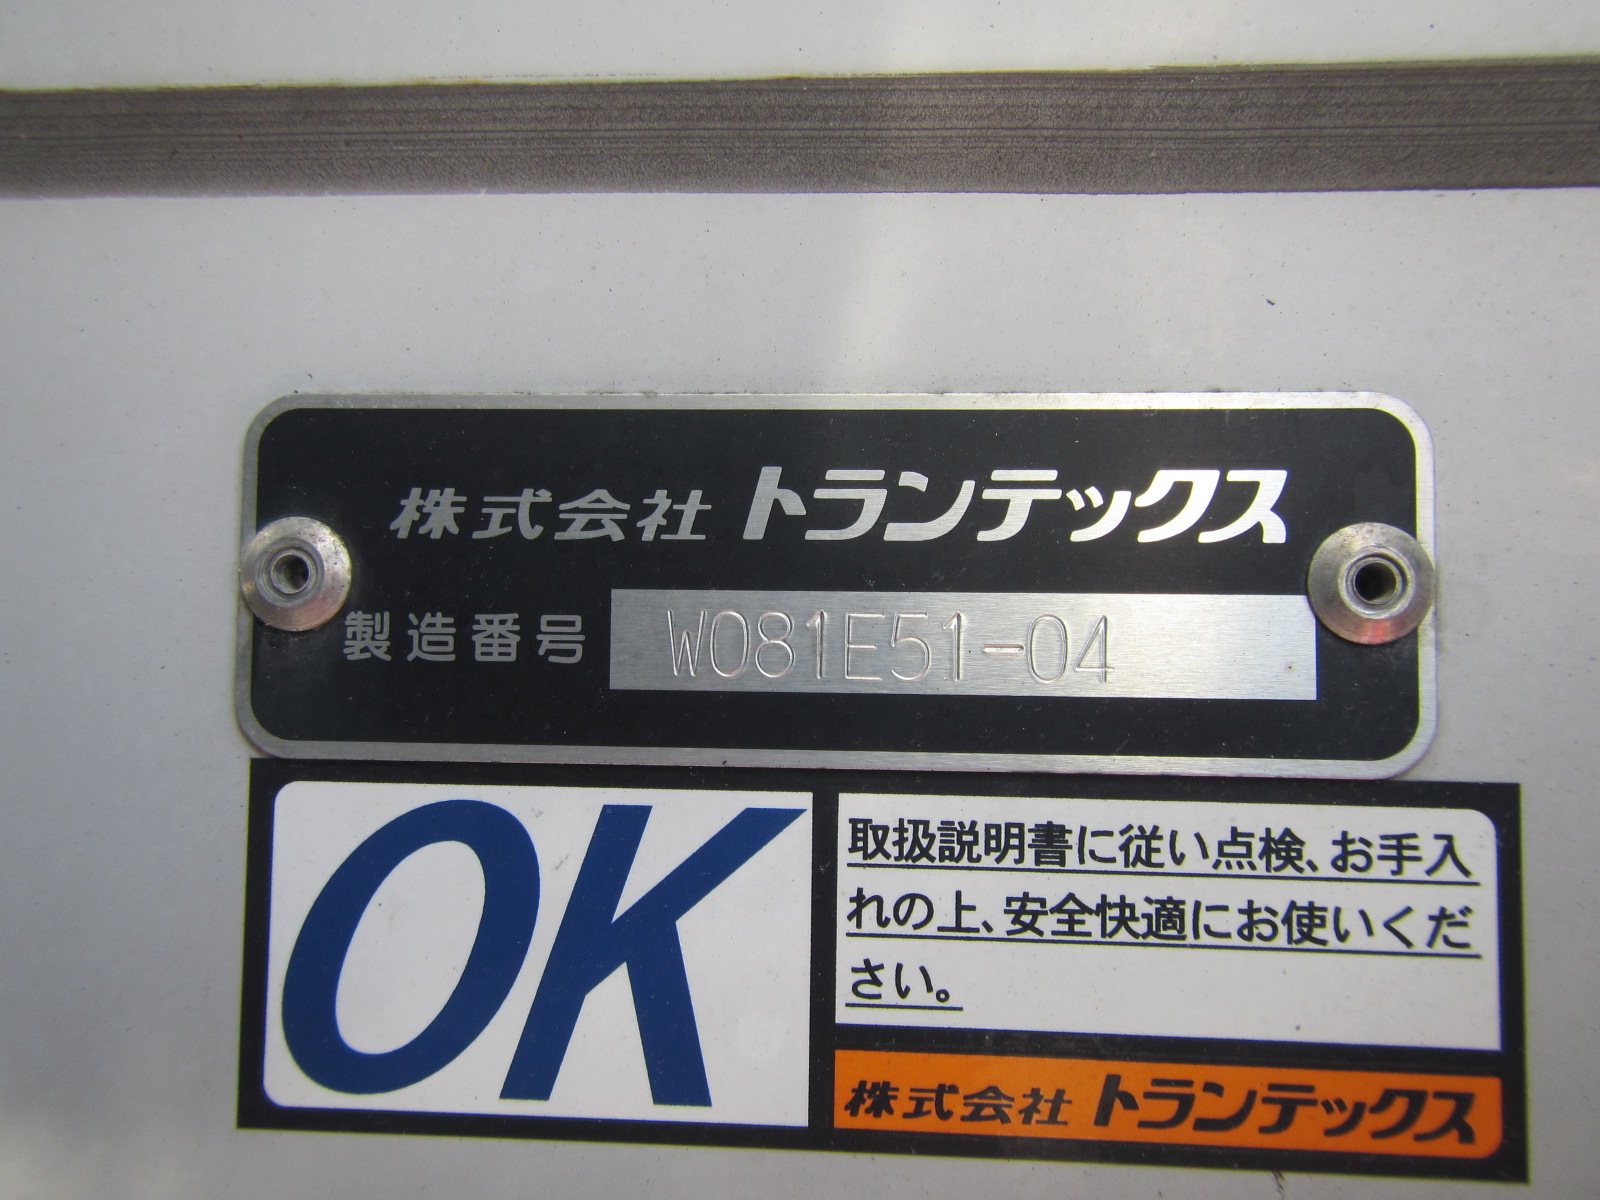 株式会社 トランテックス
製造番号 W081E51-04
OK
取扱説明書に従い点検、お手入
れの上、安全快適にお使いくだ
さい。
株式会社 トランテックス